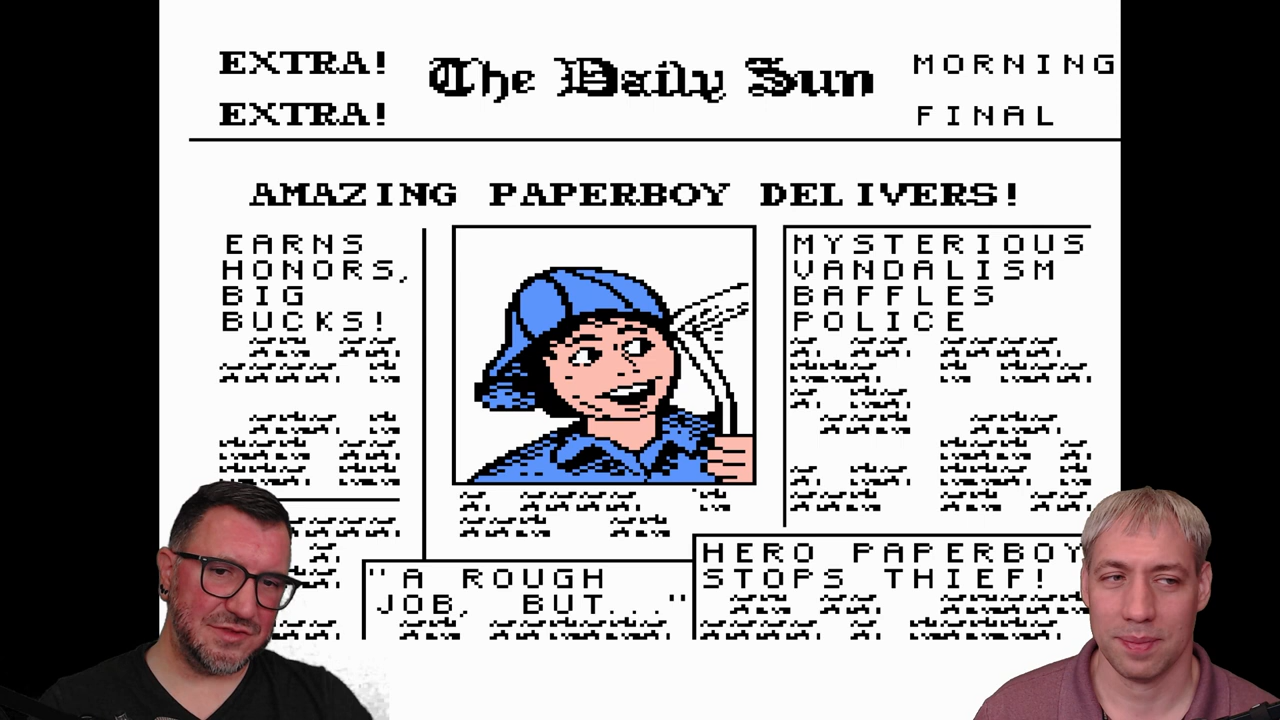 EXTRA!
EXTRA!
The Daily Sun
MORNING
FINAL
AMAZING PAPERBOY DELIVERS!
EARNS
HONORS,
BIG
BUCKS!
MYSTERIOUS
VANDALISM
BAFFLES
POLICE
"A ROUGH
JOB, BUT..."
HERO PAPERBOY
STOPS THIEF!